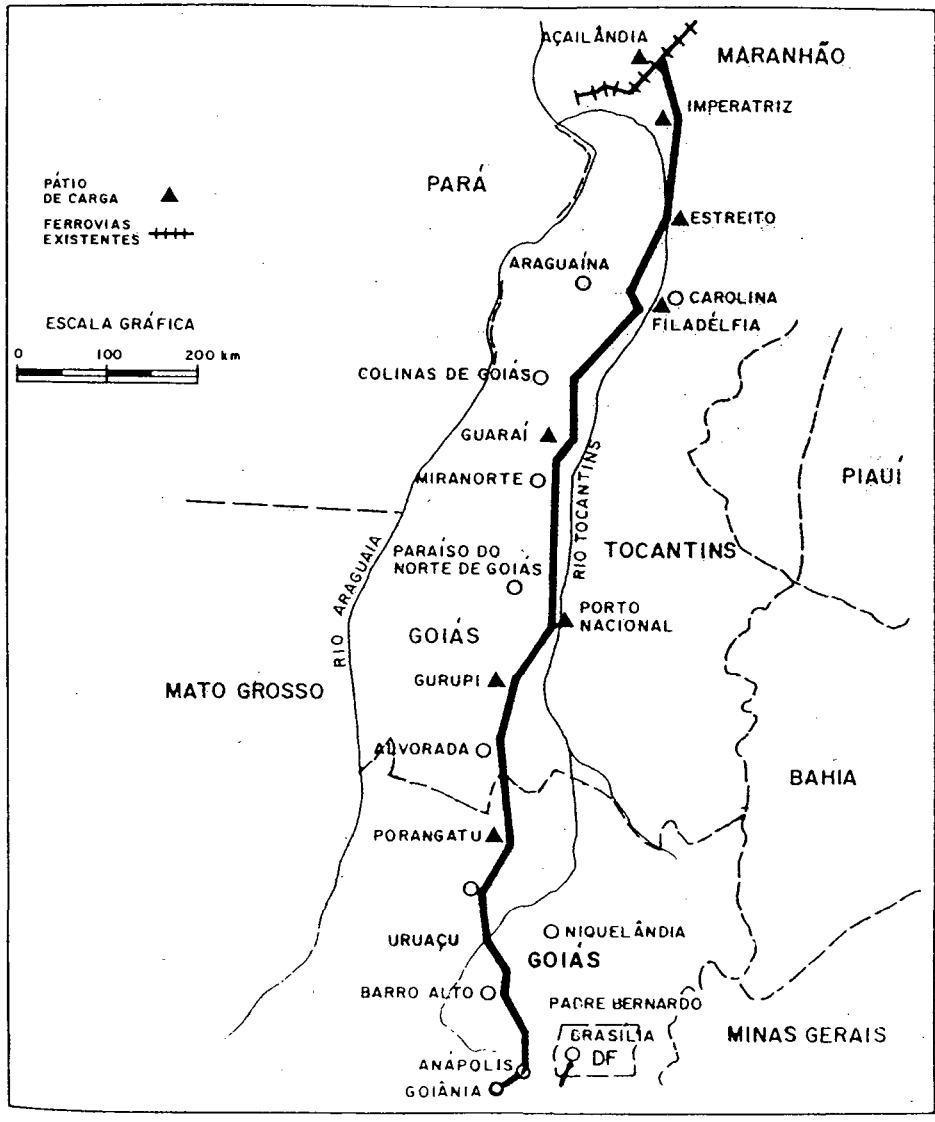 AÇAILÂNDIA
MARANHÃO
IMPERATRIZ
PARÁ
PÁTIO
DE CARGA
FERROVIAS
EXISTENTES
ESTREITO
ARAGUAÍNA
CAROLINA
FILADÉLFIA
ESCALA GRÁFICA
0 100 200 km
COLINAS DE GOIÁS
GUARAÍ
MIRANORTE
RIO TOCANTINS
PIAUÍ
TOCANTINS
PARAÍSO DO
NORTE DE GOIÁS
RIO ARAGUAIA
PORTO
NACIONAL
GOIÁS
GURUPI
MATO GROSSO
ALVORADA
BAHIA
PORANGATU
URUAÇU
NIQUELÂNDIA
GOIÁS
BARRO ALTO
PADRE BERNARDO
BRASÍLIA
DF
MINAS GERAIS
ANÁPOLIS
GOIÂNIA